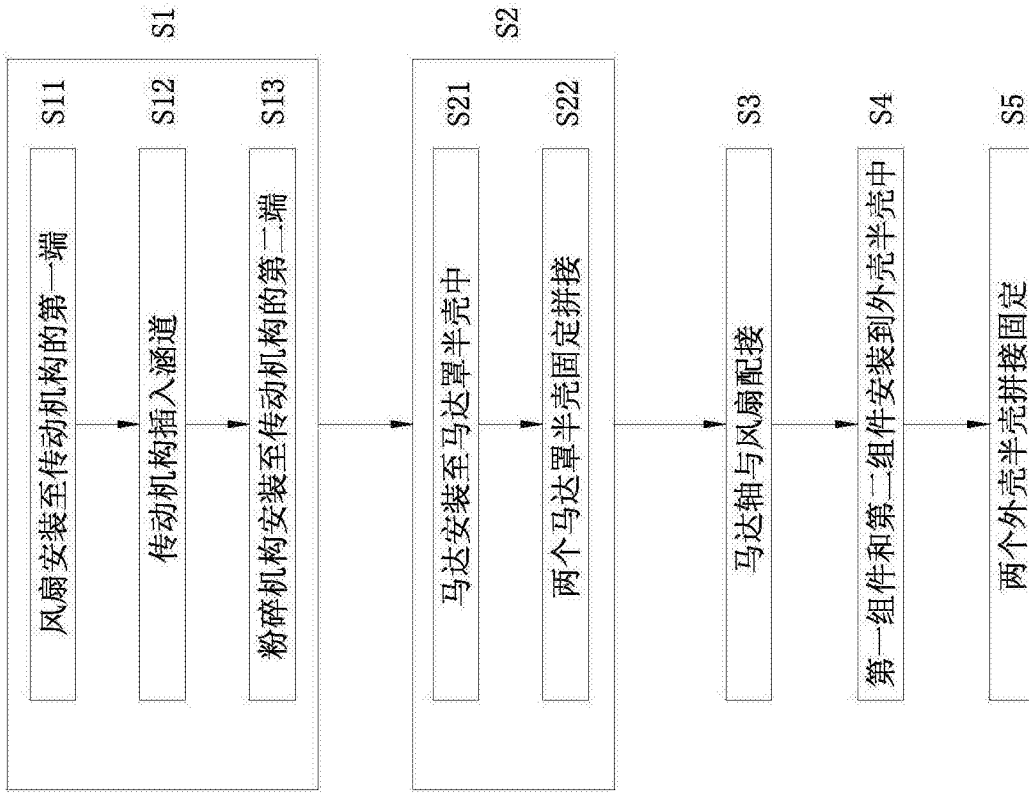 S1
风扇安装至传动机构的第一端 S11
传动机构插入涵道 S12
粉碎机构安装至传动机构的第二端 S13
S2
马达安装至马达罩半壳中 S21
两个马达罩半壳固定拼接 S22
马达轴与风扇配接 S3
第一组件和第二组件安装到外壳半壳中 S4
两个外壳半壳拼接固定 S5